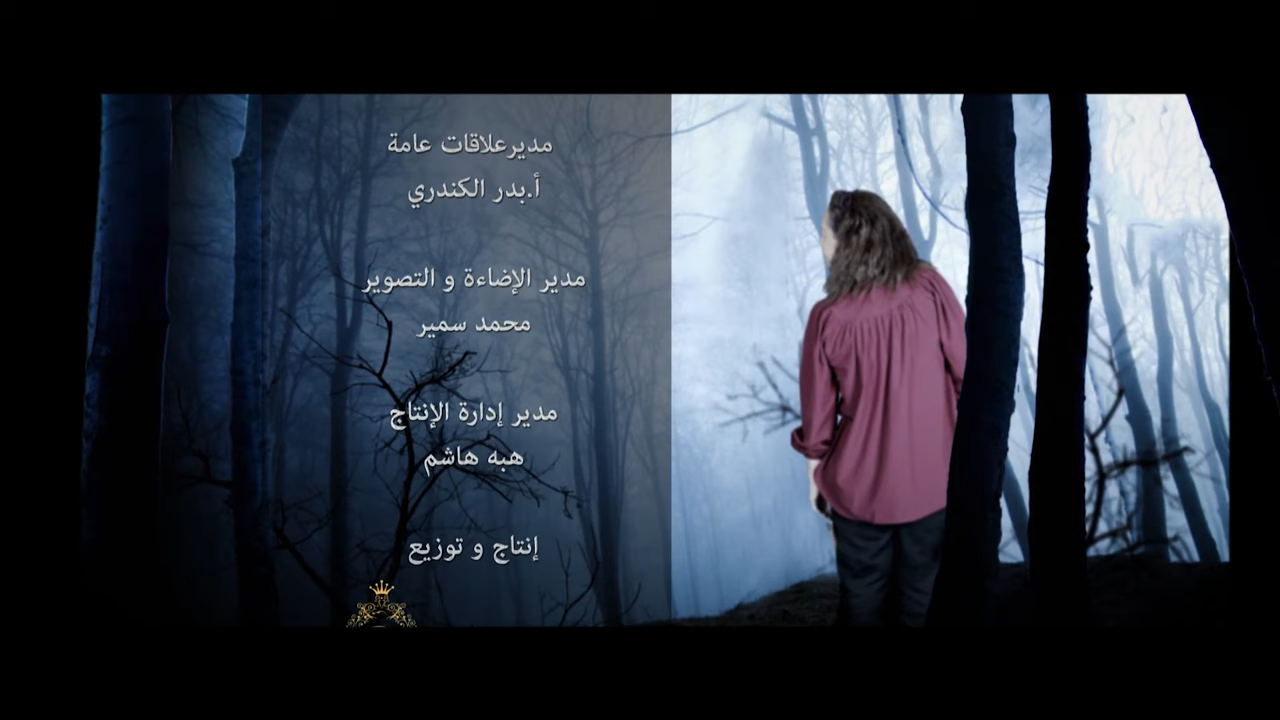 مديرعلاقات عامة
أ.بدر الكندري
مدير الإضاءة و التصوير
محمد سمير
مدير إدارة الإنتاج
هبه هاشم
إنتاج و توزيع